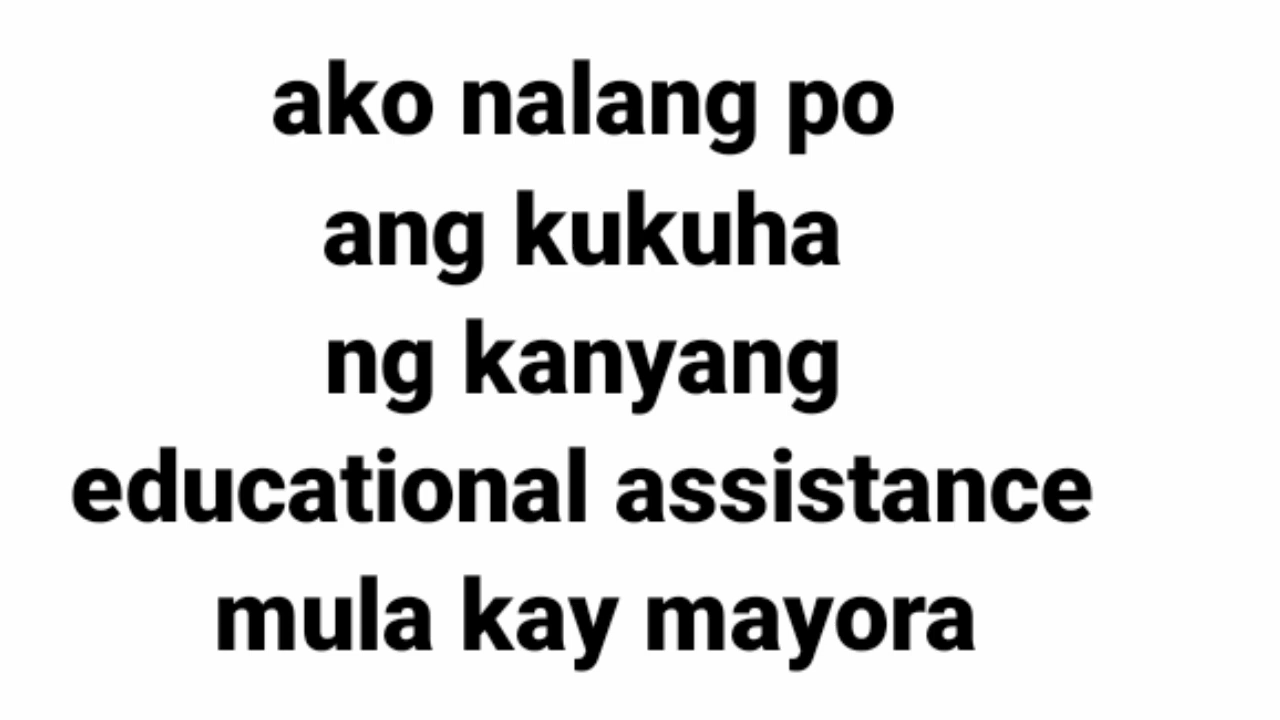 ako nalang po
ang kukuha
ng kanyang
educational assistance
mula kay mayora